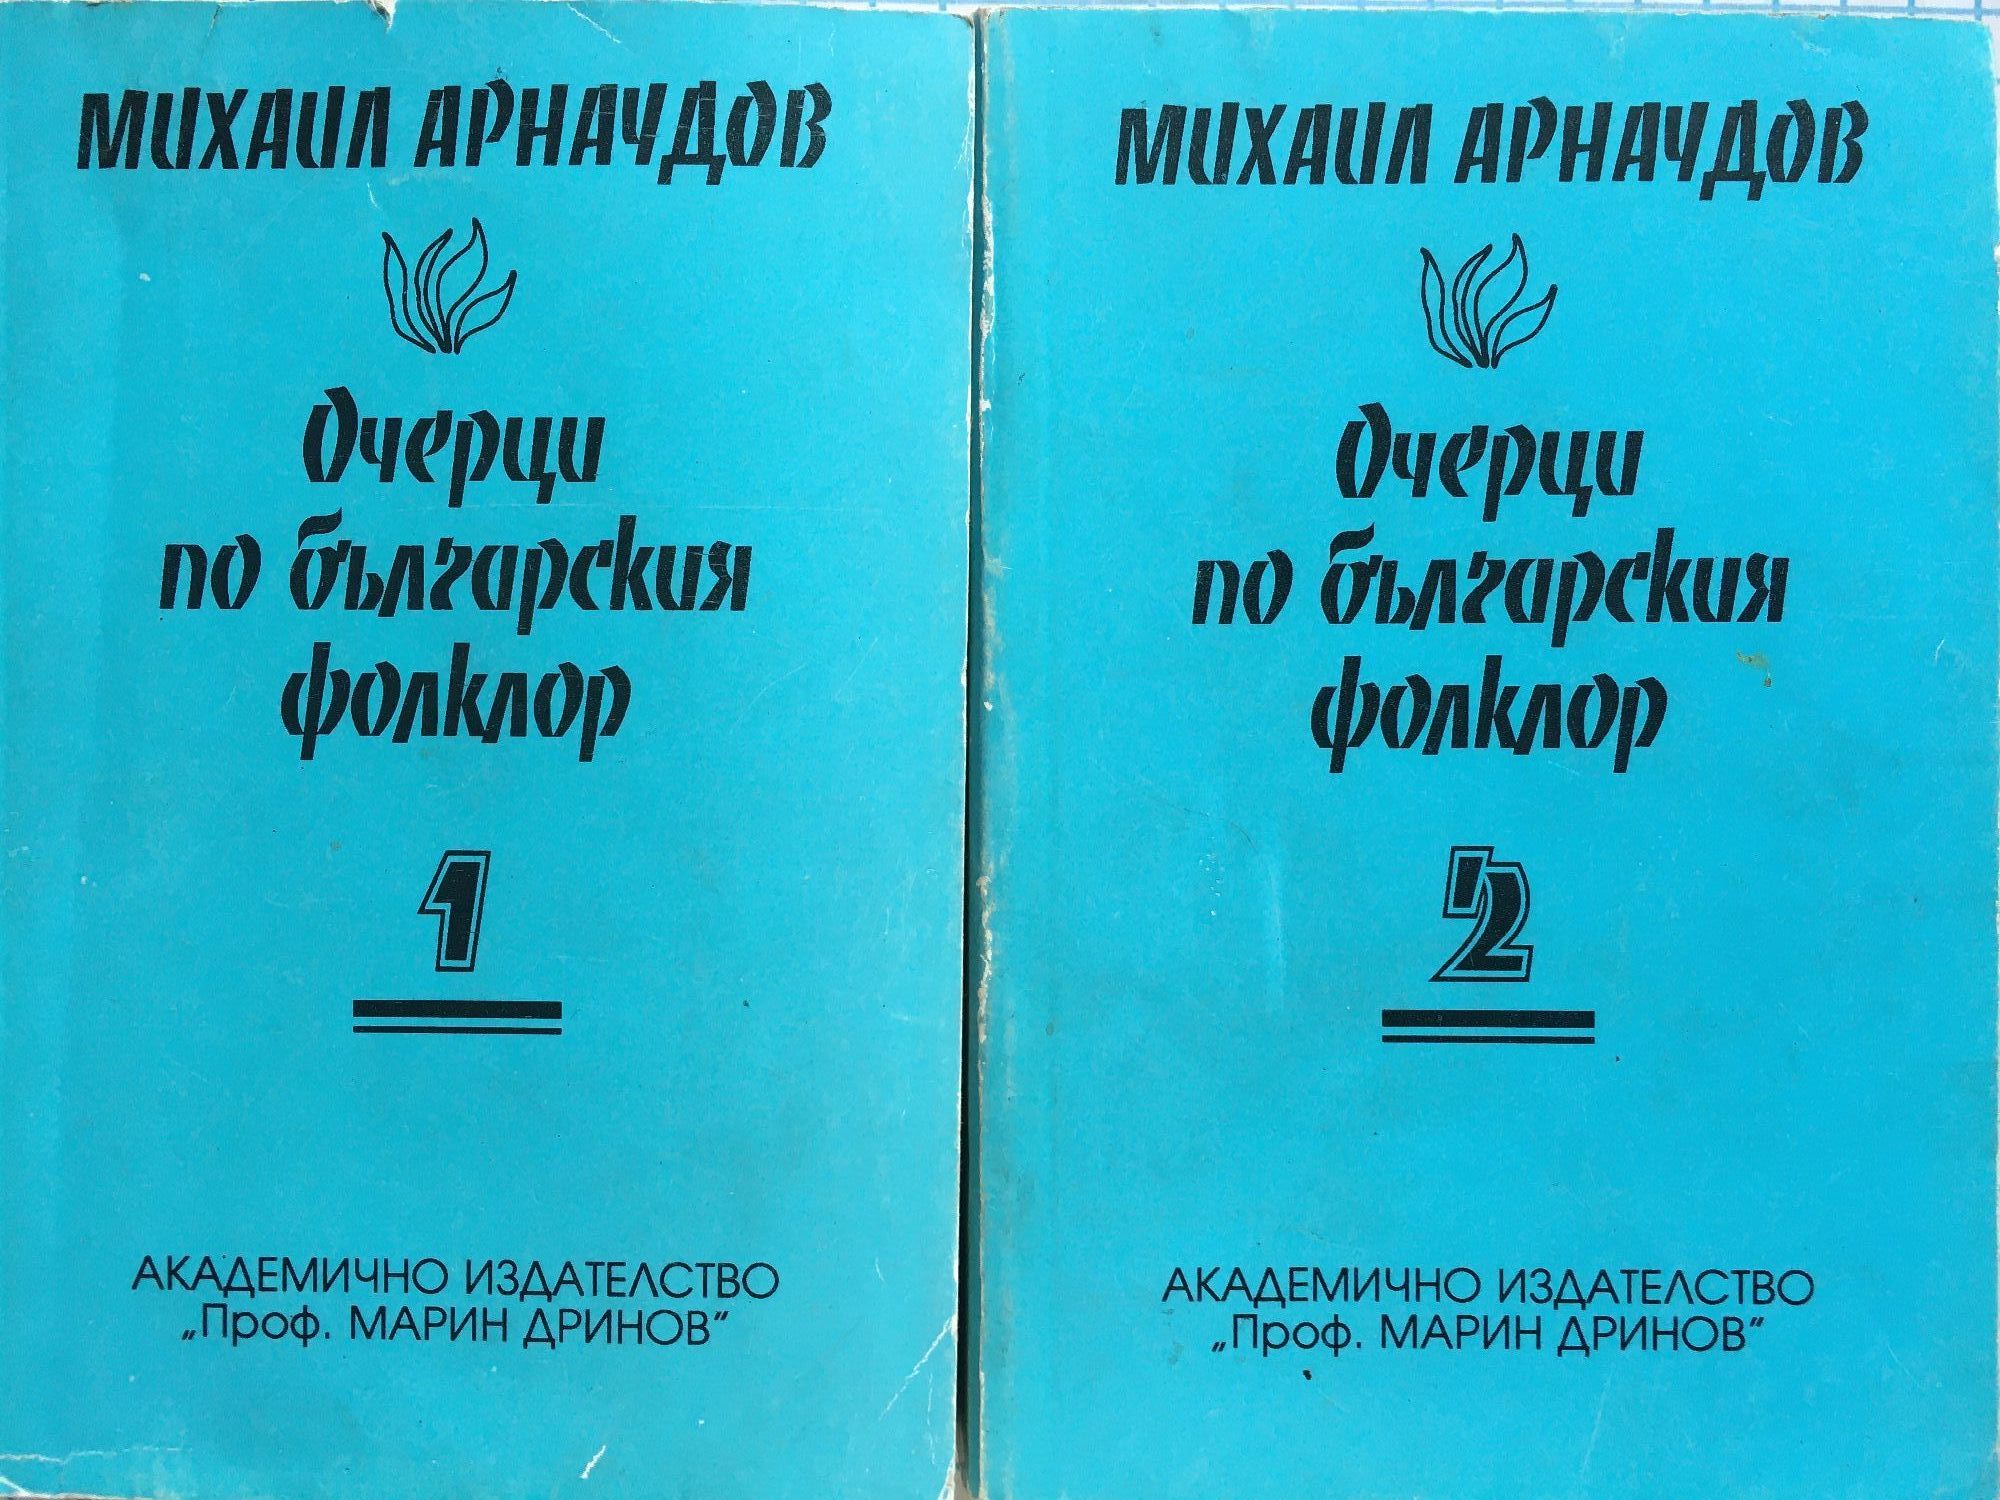 МИХАИЛ АРНАУДОВ
Очерци
по българския
фолклор
1
АКАДЕМИЧНО ИЗДАТЕЛСТВО
„Проф. МАРИН ДРИНОВ”
МИХАИЛ АРНАУДОВ
Очерци
по българския
фолклор
2
АКАДЕМИЧНО ИЗДАТЕЛСТВО
„Проф. МАРИН ДРИНОВ”